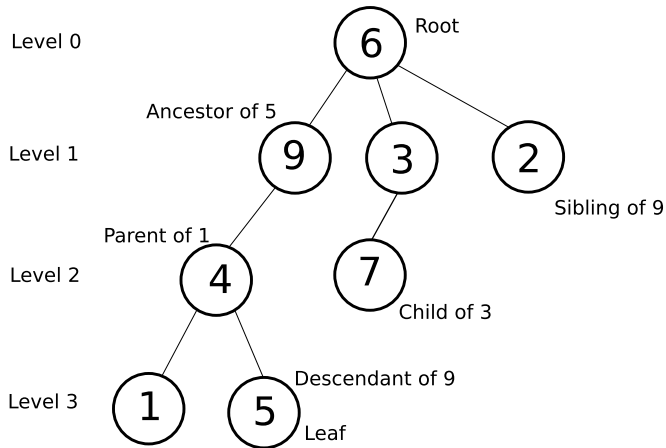 Level 0
6
Root
Ancestor of 5
Level 1
9
3
2
Sibling of 9
Parent of 1
Level 2
4
7
Child of 3
Level 3
1
5
Descendant of 9
Leaf